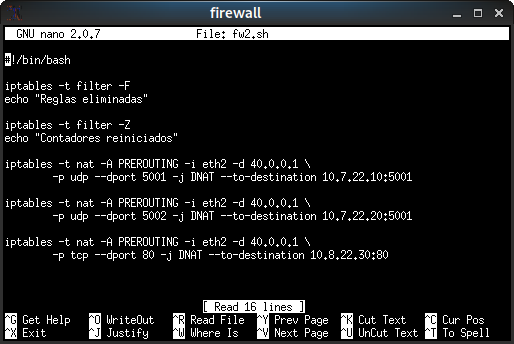 firewall
GNU nano 2.0.7 File: fw2.sh
#!/bin/bash
iptables -t filter -F
echo "Reglas eliminadas"
iptables -t filter -Z
echo "Contadores reiniciados"
iptables -t nat -A PREROUTING -i eth2 -d 40.0.0.1 \
-p udp --dport 5001 -j DNAT --to-destination 10.7.22.10:5001
iptables -t nat -A PREROUTING -i eth2 -d 40.0.0.1 \
-p udp --dport 5002 -j DNAT --to-destination 10.7.22.20:5001
iptables -t nat -A PREROUTING -i eth2 -d 40.0.0.1 \
-p tcp --dport 80 -j DNAT --to-destination 10.8.22.30:80
[ Read 16 lines ]
^G Get Help ^O WriteOut ^R Read File ^Y Prev Page ^K Cut Text ^C Cur Pos
^X Exit ^J Justify ^W Where Is ^V Next Page ^U UnCut Text ^T To Spell